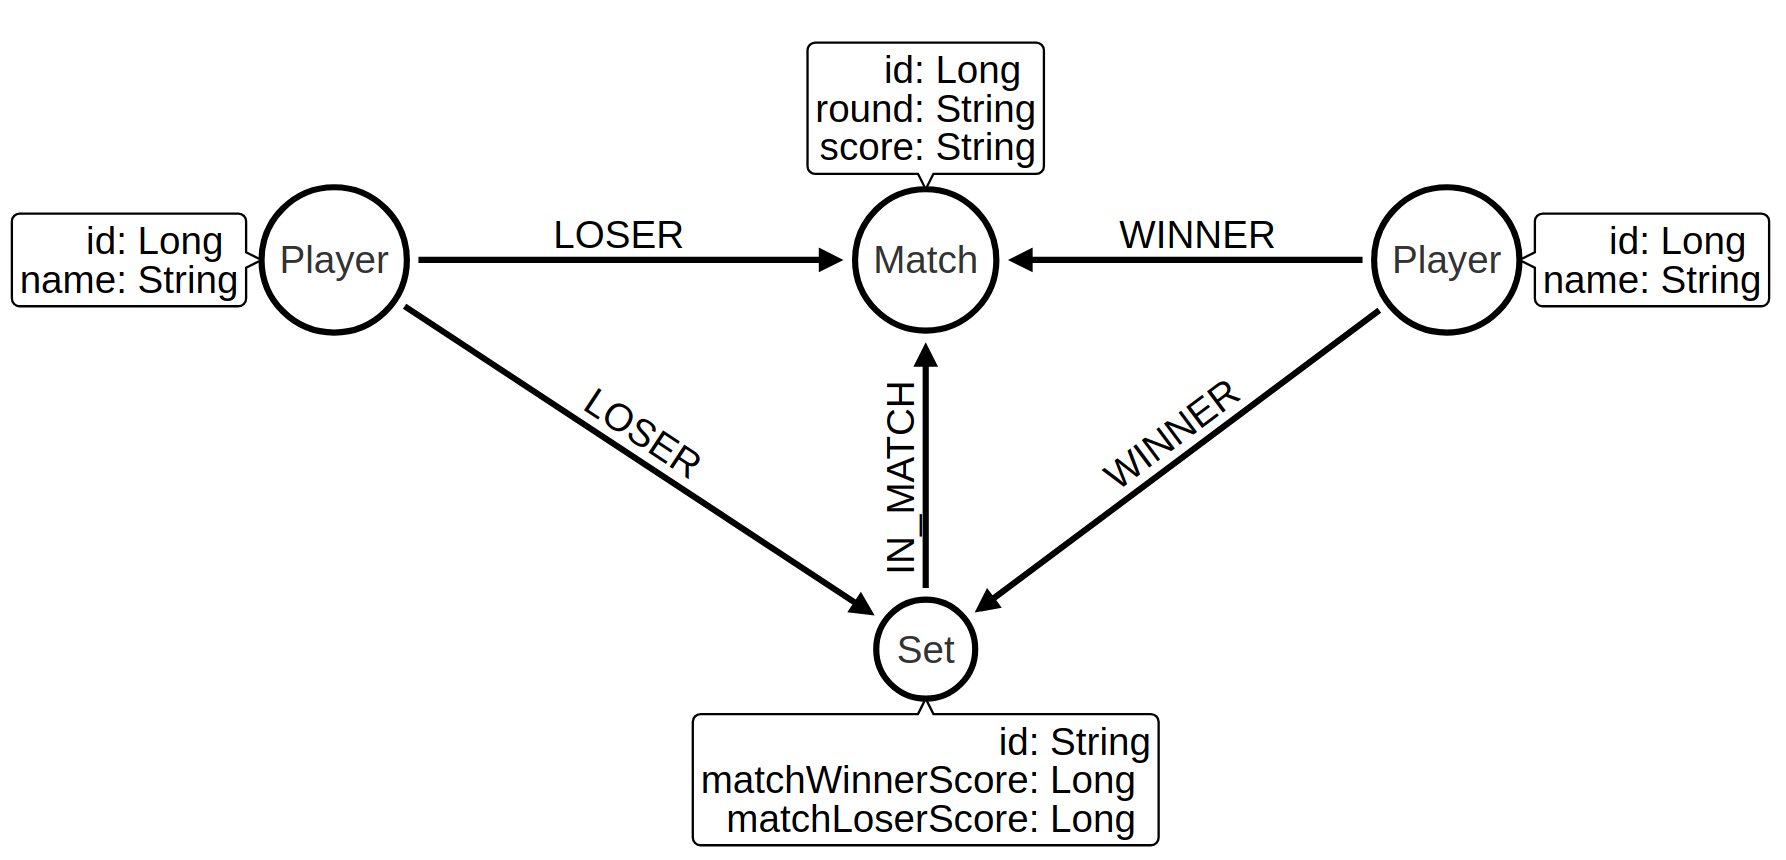 id: Long
round: String
score: String
id: Long
name: String
Player
LOSER
Match
WINNER
Player
id: Long
name: String
LOSER
IN_MATCH
WINNER
Set
id: String
matchWinnerScore: Long
matchLoserScore: Long